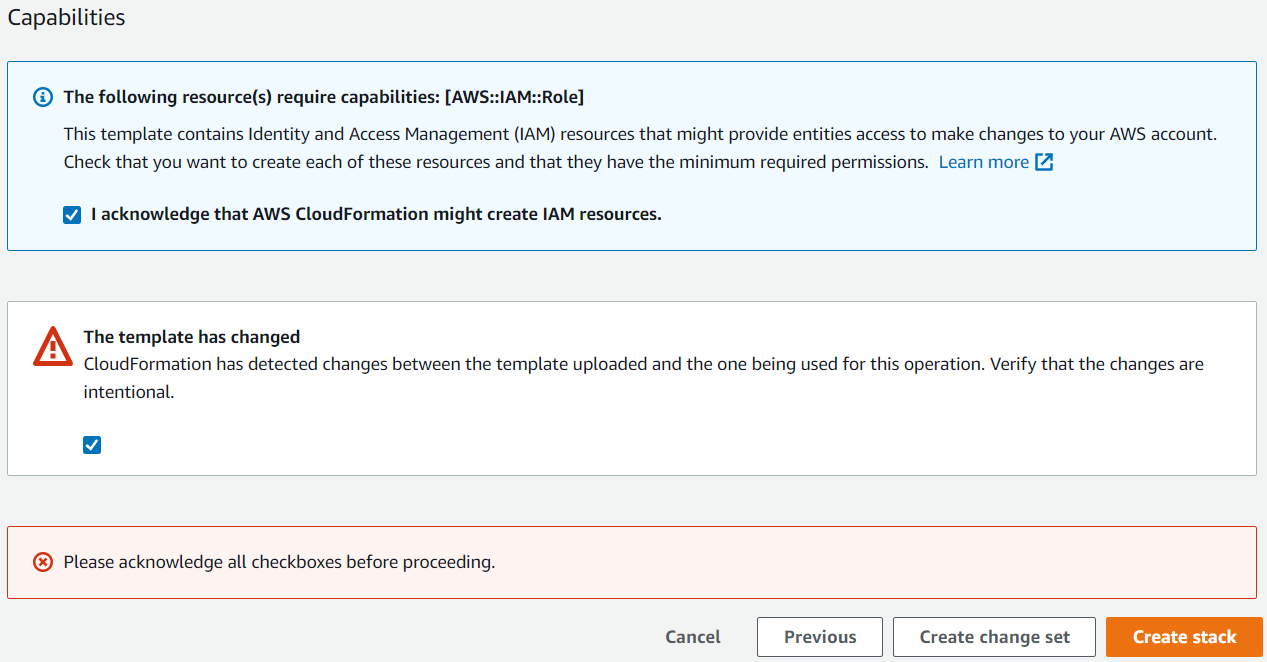 Capabilities
The following resource(s) require capabilities: [AWS::IAM::Role]
This template contains Identity and Access Management (IAM) resources that might provide entities access to make changes to your AWS account.
Check that you want to create each of these resources and that they have the minimum required permissions. Learn more
I acknowledge that AWS CloudFormation might create IAM resources.
The template has changed
CloudFormation has detected changes between the template uploaded and the one being used for this operation. Verify that the changes are
intentional.
Please acknowledge all checkboxes before proceeding.
Cancel Previous Create change set Create stack